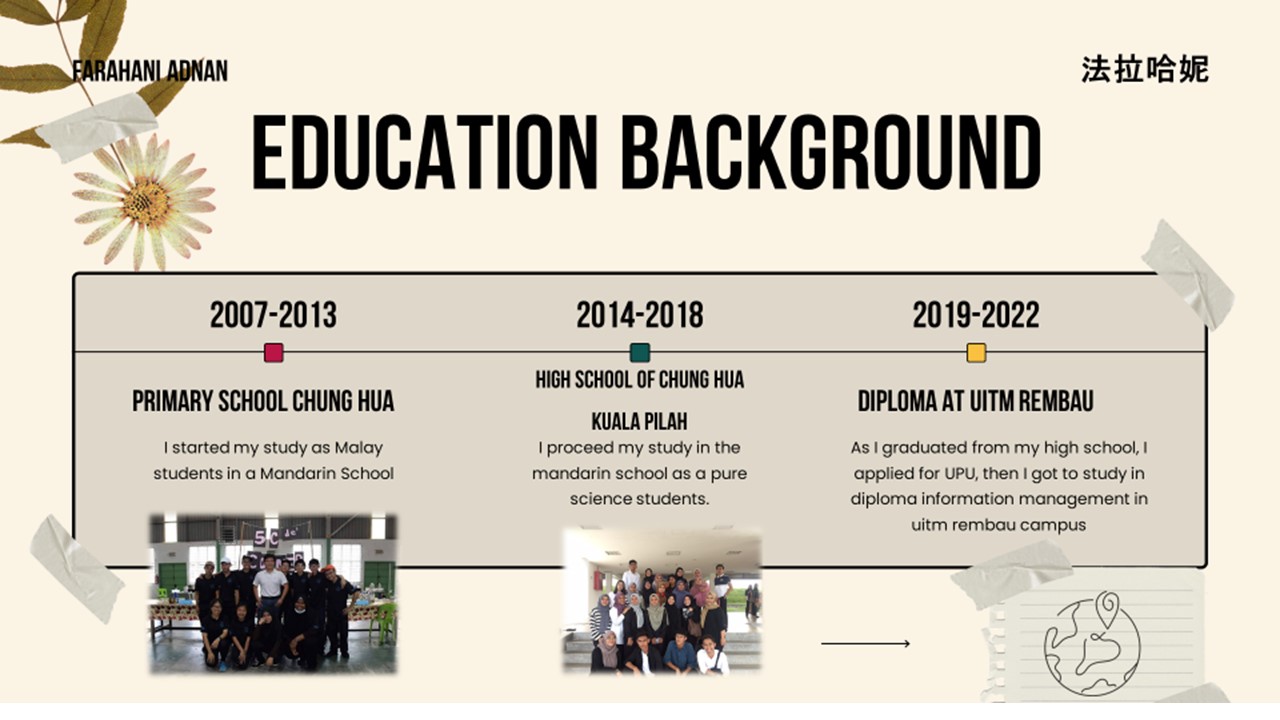 FARAHANI ADNAN
法拉哈妮
EDUCATION BACKGROUND
2007-2013
PRIMARY SCHOOL CHUNG HUA
I started my study as Malay
students in a Mandarin School
2014-2018
HIGH SCHOOL OF CHUNG HUA
KUALA PILAH
I proceed my study in the
mandarin school as a pure
science students.
2019-2022
DIPLOMA AT UITM REMBAU
As I graduated from my high school, I
applied for UPU, then I got to study in
diploma information management in
uitm rembau campus